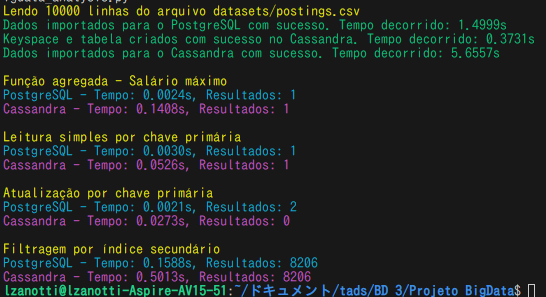 Lendo 10000 linhas do arquivo datasets/postings.csv
Dados importados para o PostgreSQL com sucesso. Tempo decorrido: 1.4999s
Keyspace e tabela criados com sucesso no Cassandra. Tempo decorrido: 0.3731s
Dados importados para o Cassandra com sucesso. Tempo decorrido: 5.6557s
Função agregada - Salário máximo
PostgreSQL - Tempo: 0.0024s, Resultados: 1
Cassandra - Tempo: 0.1408s, Resultados: 1
Leitura simples por chave primária
PostgreSQL - Tempo: 0.0030s, Resultados: 1
Cassandra - Tempo: 0.0526s, Resultados: 1
Atualização por chave primária
PostgreSQL - Tempo: 0.0021s, Resultados: 2
Cassandra - Tempo: 0.0273s, Resultados: 0
Filtragem por índice secundário
PostgreSQL - Tempo: 0.1588s, Resultados: 8206
Cassandra - Tempo: 0.5013s, Resultados: 8206
lzanotti@lzanotti-Aspire-AV15-51:~/ドキュメント/tads/BD 3/Projeto BigData$